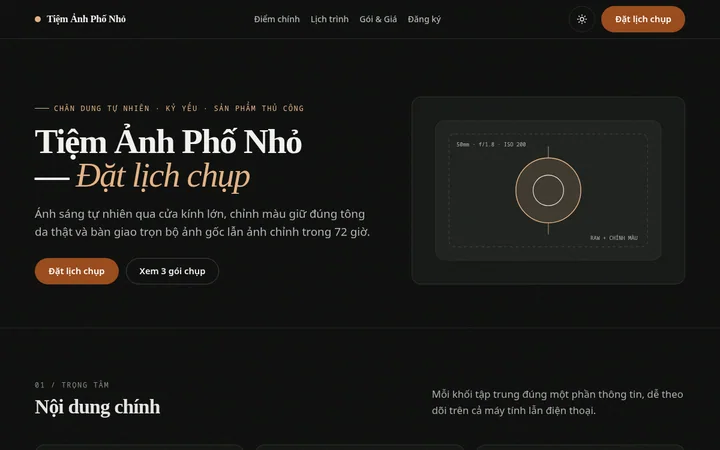 Tiệm Ảnh Phố Nhỏ
Điểm chính Lịch trình Gói & Giá Đăng ký
Đặt lịch chụp
CHÂN DUNG TỰ NHIÊN · KỶ YẾU · SẢN PHẨM THỦ CÔNG
Tiệm Ảnh Phố Nhỏ
— Đặt lịch chụp
Ánh sáng tự nhiên qua cửa kính lớn, chỉnh màu giữ đúng tông
da thật và bàn giao trọn bộ ảnh gốc lẫn ảnh chỉnh trong 72 giờ.
Đặt lịch chụp
Xem 3 gói chụp
50mm · f/1.8 · ISO 200
RAW + CHỈNH MÀU
01 / TRỌNG TÂM
Nội dung chính
Mỗi khối tập trung đúng một phần thông tin, dễ theo
dõi trên cả máy tính lẫn điện thoại.